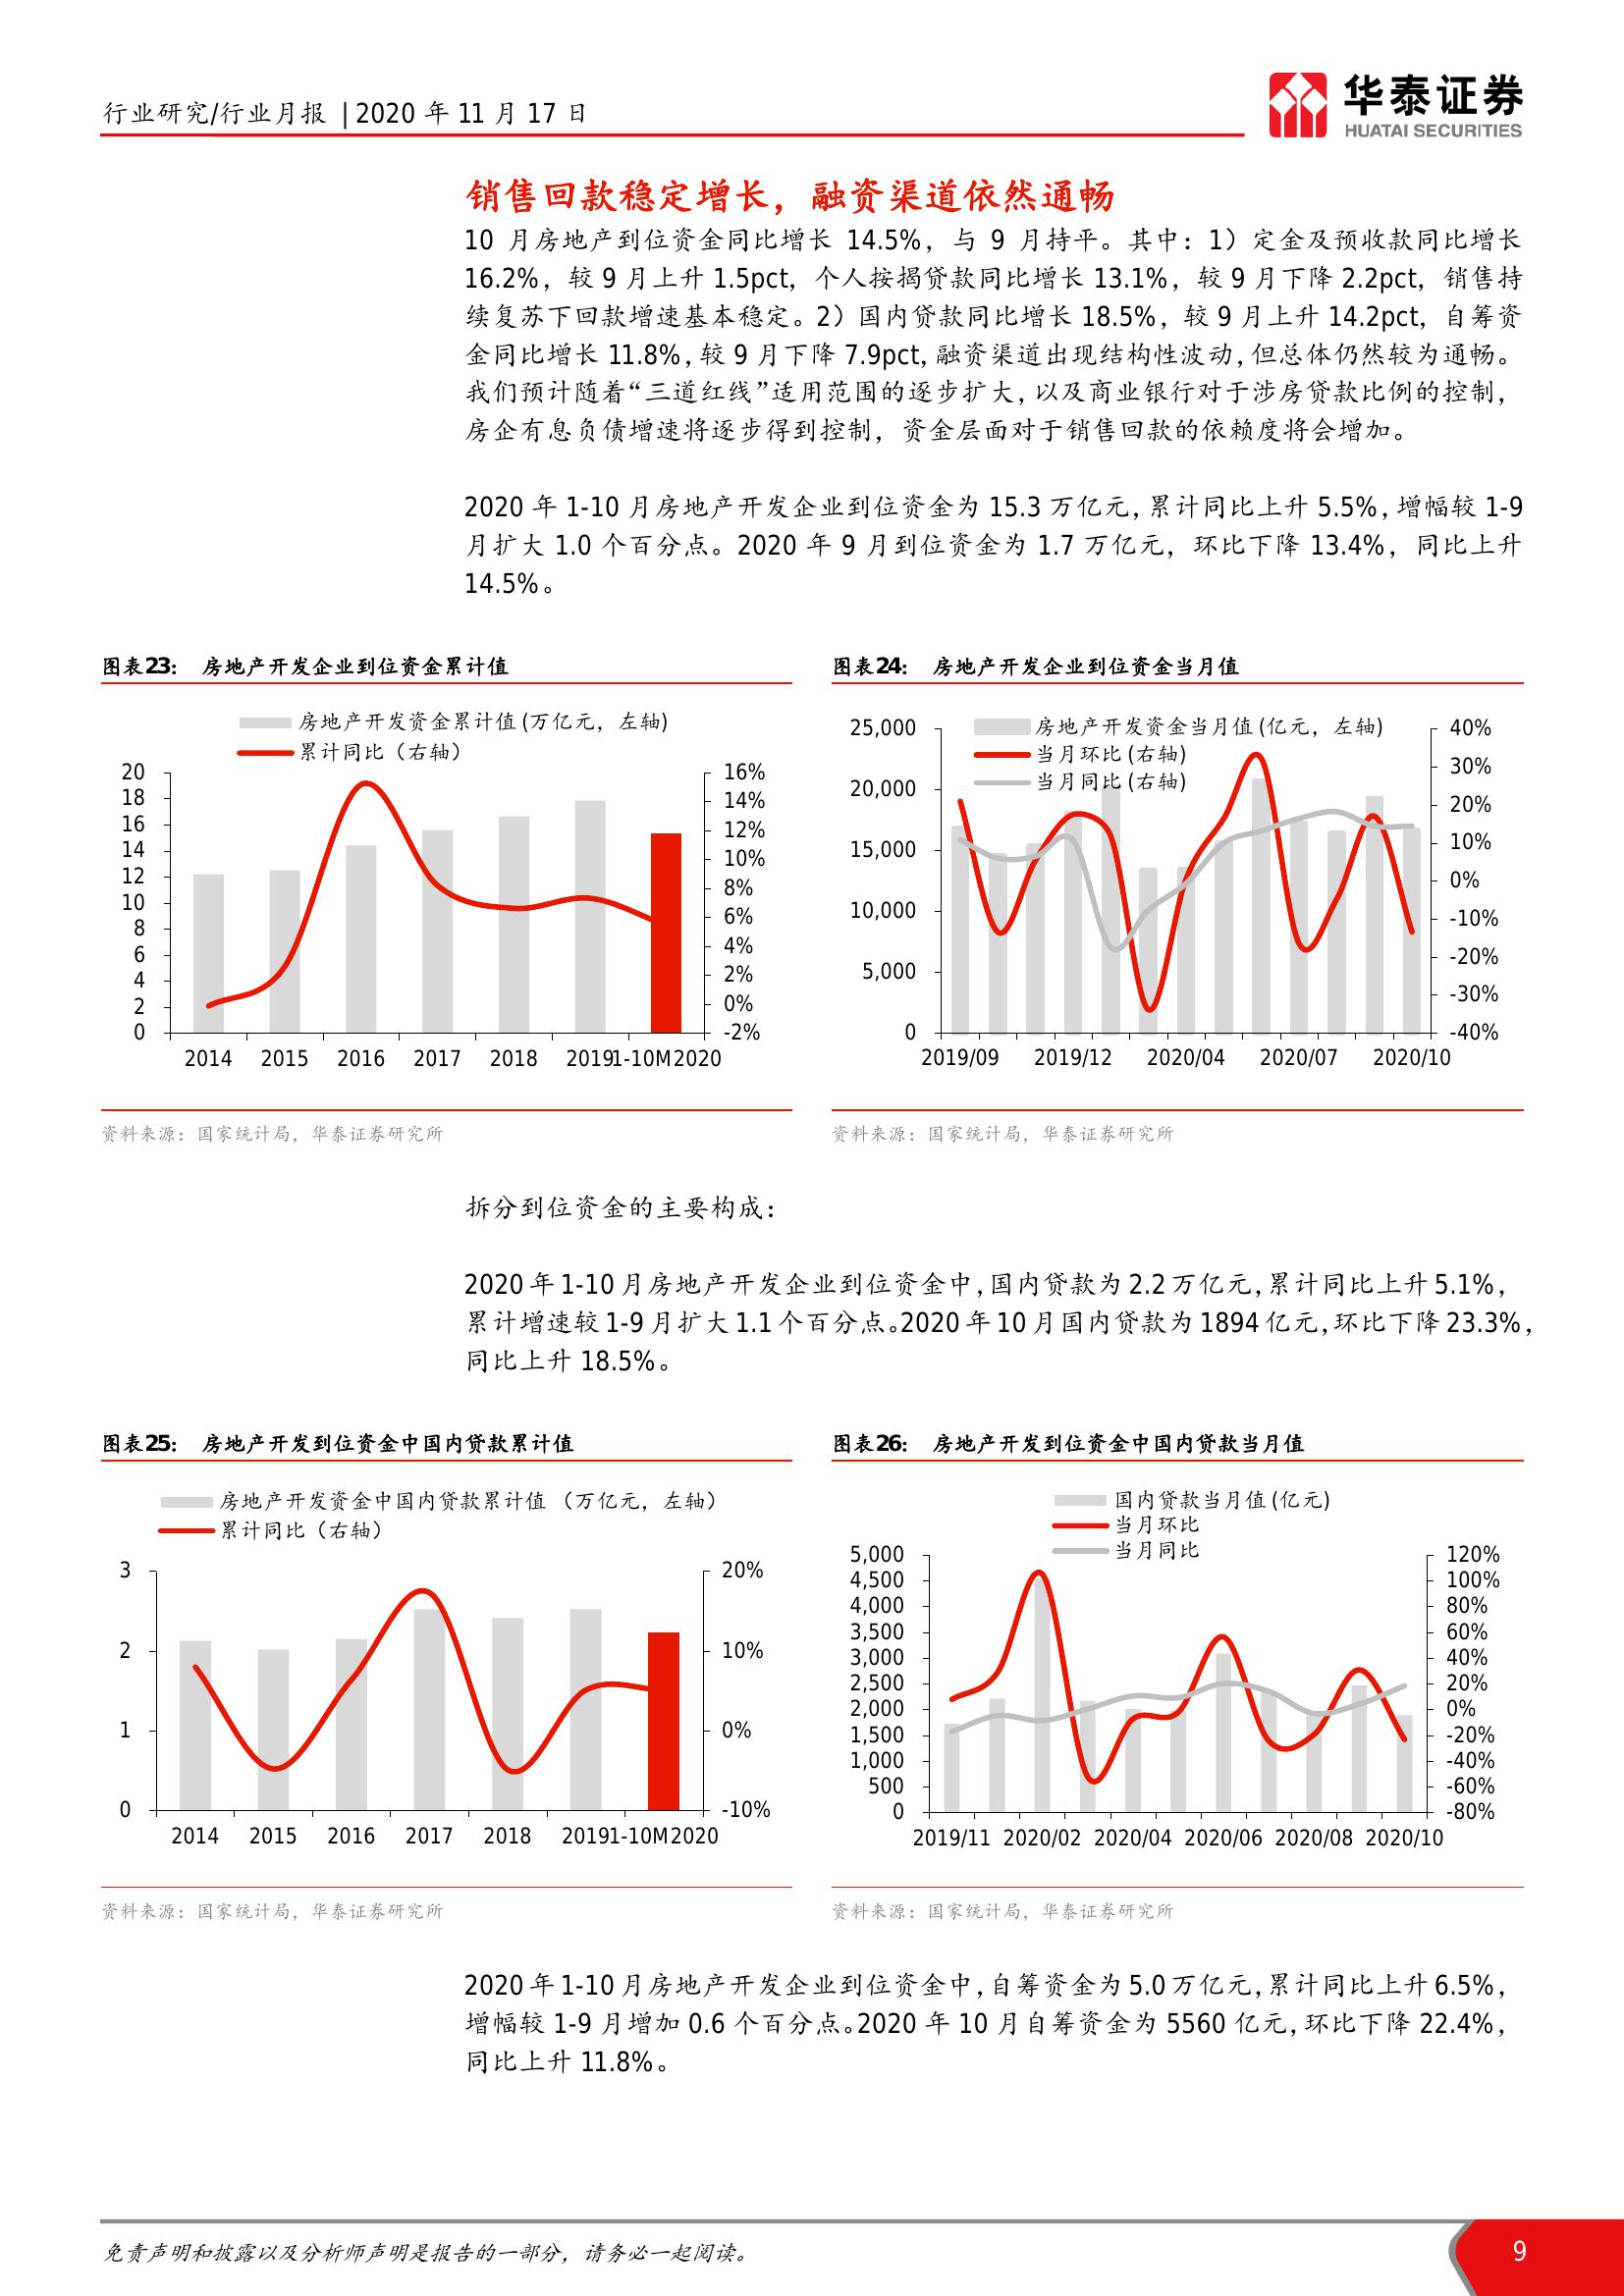 行业研究/行业月报 | 2020 年 11 月 17 日
华泰证券
HUATAI SECURITIES
销售回款稳定增长，融资渠道依然通畅
10 月房地产到位资金同比增长 14.5%，与 9 月持平。其中：1）定金及预收款同比增长
16.2%，较 9 月上升 1.5pct，个人按揭贷款同比增长 13.1%，较 9 月下降 2.2pct，销售持
续复苏下回款增速基本稳定。2）国内贷款同比增长 18.5%，较 9 月上升 14.2pct，自筹资
金同比增长 11.8%，较 9 月下降 7.9pct，融资渠道出现结构性波动，但总体仍然较为通畅。
我们预计随着“三道红线”适用范围的逐步扩大，以及商业银行对于涉房贷款比例的控制，
房企有息负债增速将逐步得到控制，资金层面对于销售回款的依赖度将会增加。
2020 年 1-10 月房地产开发企业到位资金为 15.3 万亿元，累计同比上升 5.5%，增幅较 1-9
月扩大 1.0 个百分点。2020 年 9 月到位资金为 1.7 万亿元，环比下降 13.4%，同比上升
14.5%。
图表23： 房地产开发企业到位资金累计值
房地产开发资金累计值(万亿元，左轴)
累计同比（右轴）
20
18
16
14
12
10
8
6
4
2
0
16%
14%
12%
10%
8%
6%
4%
2%
0%
-2%
2014 2015 2016 2017 2018 2019 1-10M2020
资料来源：国家统计局，华泰证券研究所
图表24： 房地产开发企业到位资金当月值
房地产开发资金当月值(亿元，左轴)
当月环比(右轴)
当月同比(右轴)
25,000
20,000
15,000
10,000
5,000
0
40%
30%
20%
10%
0%
-10%
-20%
-30%
-40%
2019/09 2019/12 2020/04 2020/07 2020/10
资料来源：国家统计局，华泰证券研究所
拆分到位资金的主要构成：
2020 年 1-10 月房地产开发企业到位资金中，国内贷款为 2.2 万亿元，累计同比上升 5.1%，
累计增速较 1-9 月扩大 1.1 个百分点。2020 年 10 月国内贷款为 1894 亿元，环比下降 23.3%，
同比上升 18.5%。
图表25： 房地产开发到位资金中国内贷款累计值
房地产开发资金中国内贷款累计值（万亿元，左轴）
累计同比（右轴）
3
2
1
0
20%
10%
0%
-10%
2014 2015 2016 2017 2018 2019 1-10M2020
资料来源：国家统计局，华泰证券研究所
图表26： 房地产开发到位资金中国内贷款当月值
国内贷款当月值(亿元)
当月环比
当月同比
5,000
4,500
4,000
3,500
3,000
2,500
2,000
1,500
1,000
500
0
120%
100%
80%
60%
40%
20%
0%
-20%
-40%
-60%
-80%
2019/11 2020/02 2020/04 2020/06 2020/08 2020/10
资料来源：国家统计局，华泰证券研究所
2020 年 1-10 月房地产开发企业到位资金中，自筹资金为 5.0 万亿元，累计同比上升 6.5%，
增幅较 1-9 月增加 0.6 个百分点。2020 年 10 月自筹资金为 5560 亿元，环比下降 22.4%，
同比上升 11.8%。
免责声明和披露以及分析师声明是报告的一部分，请务必一起阅读。
9